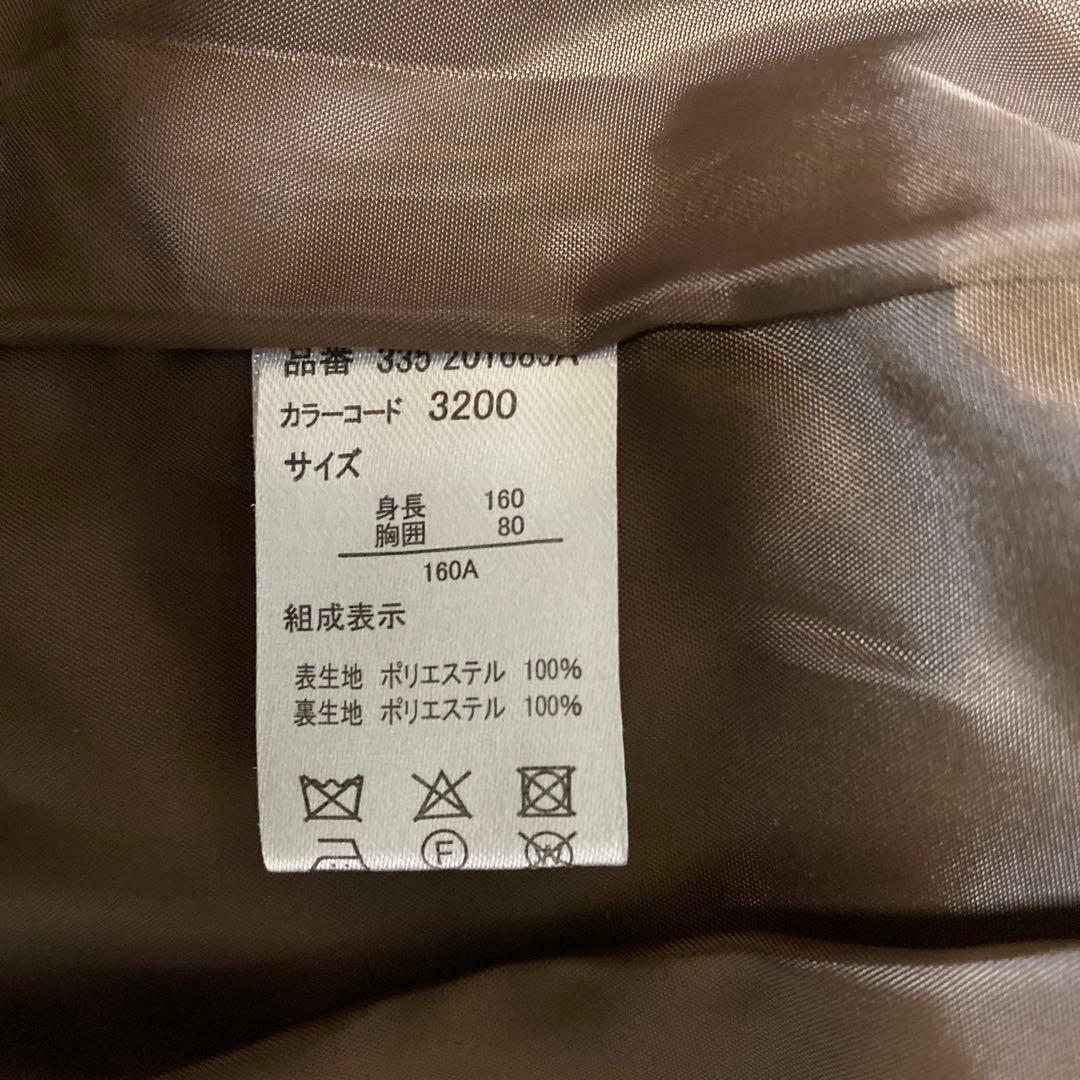 品番 335
カラーコード 3200
サイズ
身長 160
胸囲 80
160A
組成表示
表生地 ポリエステル 100%
裏生地 ポリエステル 100%
F
W